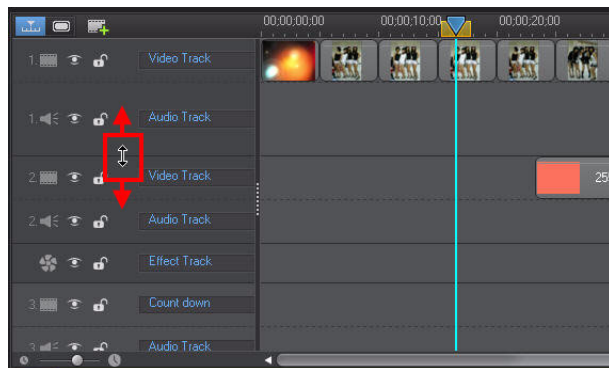 00;00;00;00 00;00;10;00 00;00;20;00
1. Video Track
1. Audio Track
2. Video Track
25
2. Audio Track
Effect Track
3. Count down
3. Audio Track